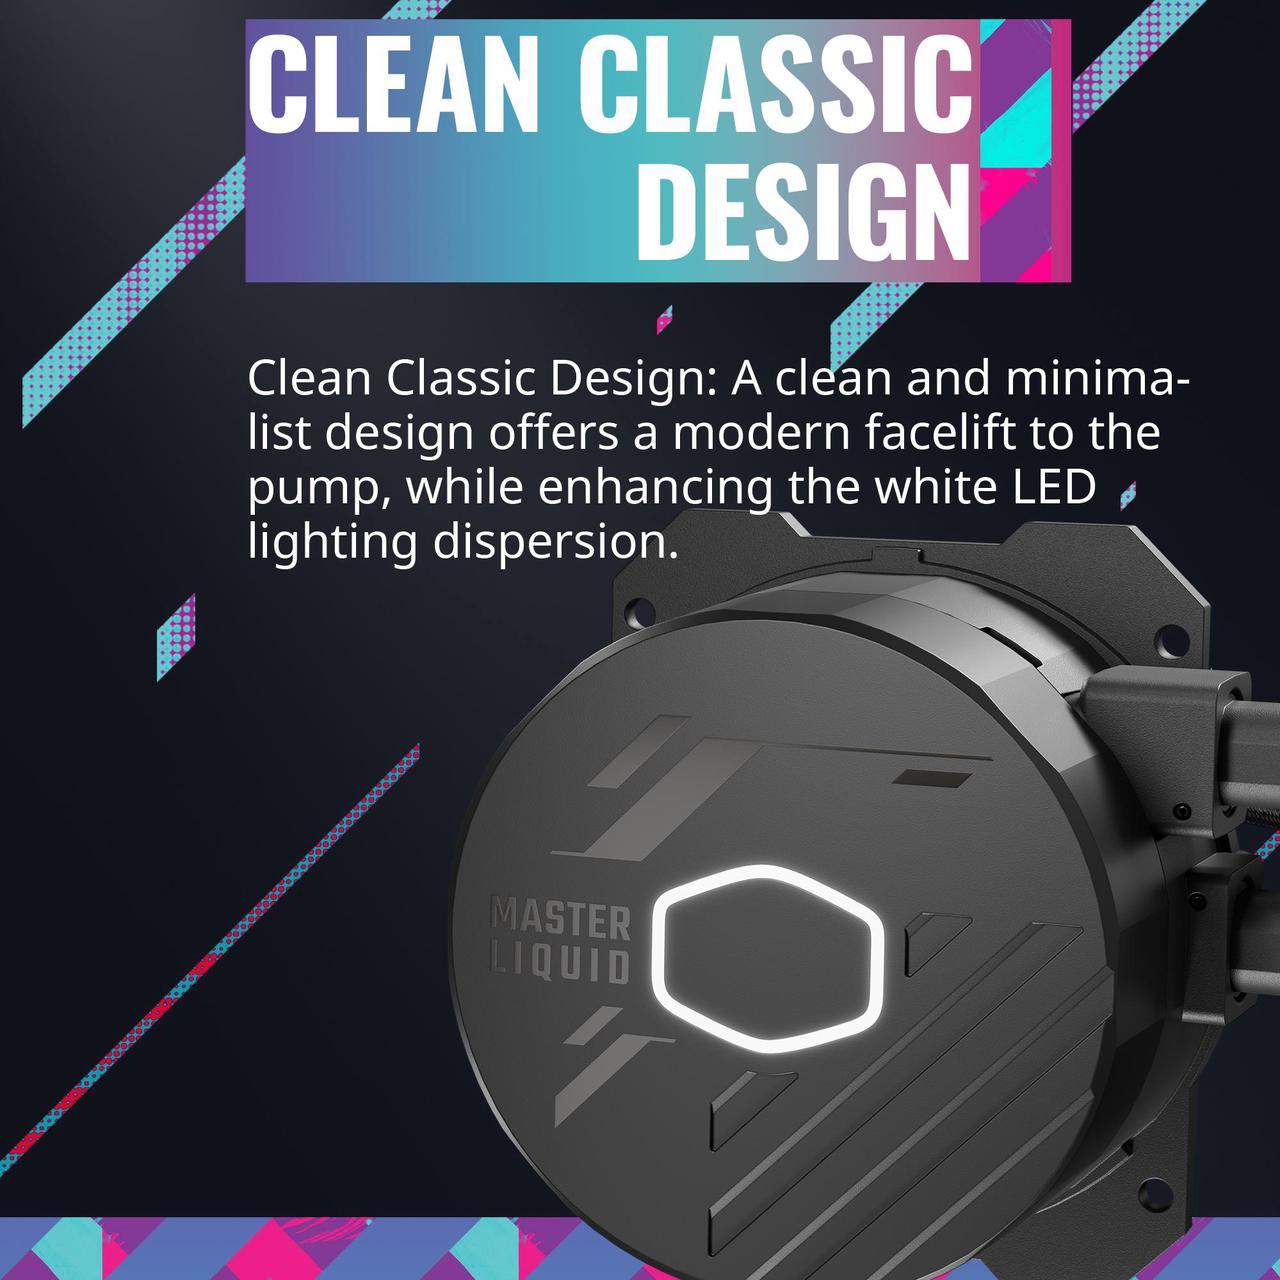 CLEAN CLASSIC
DESIGN
Clean Classic Design: A clean and minima-
list design offers a modern facelift to the
pump, while enhancing the white LED
lighting dispersion.
MASTER
LIQUID